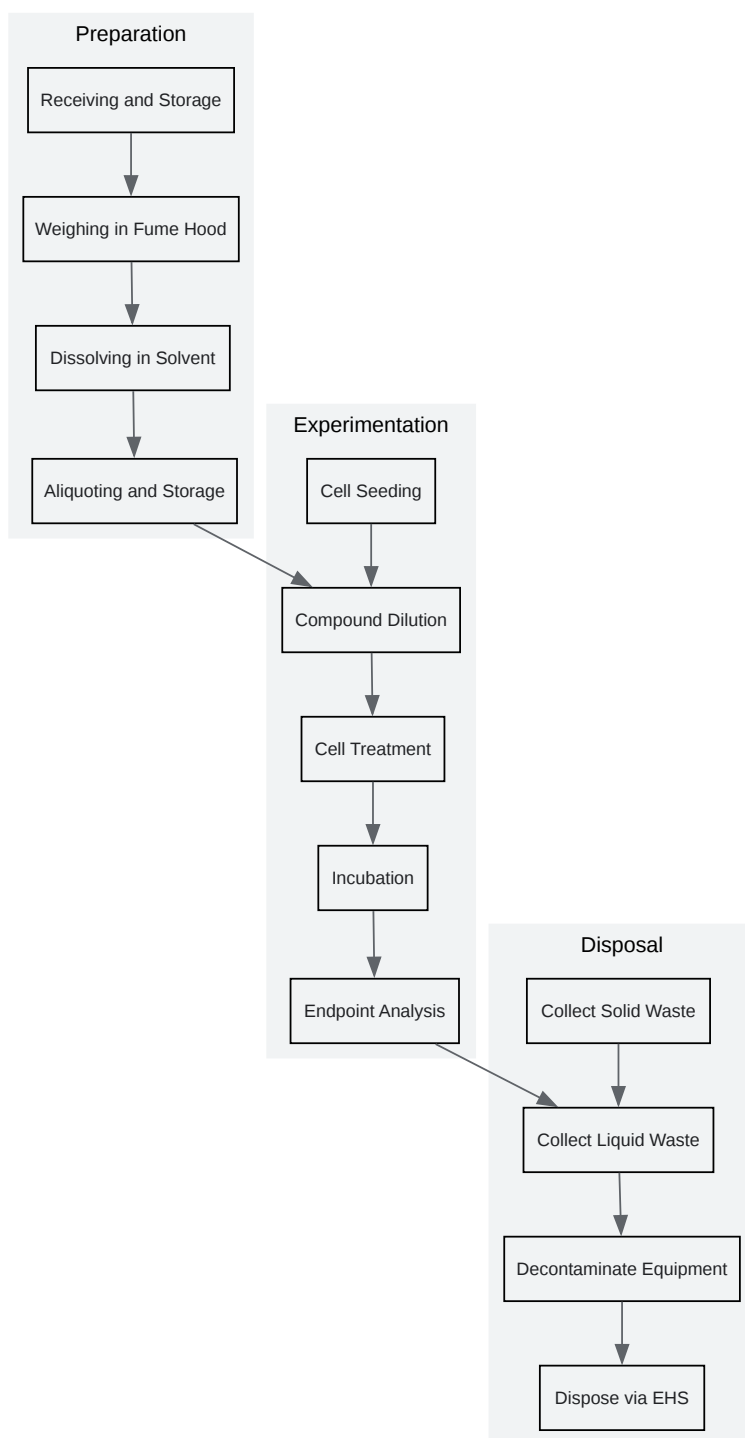 Preparation
Receiving and Storage
Weighing in Fume Hood
Dissolving in Solvent
Aliquoting and Storage
Experimentation
Cell Seeding
Compound Dilution
Cell Treatment
Incubation
Endpoint Analysis
Disposal
Collect Solid Waste
Collect Liquid Waste
Decontaminate Equipment
Dispose via EHS